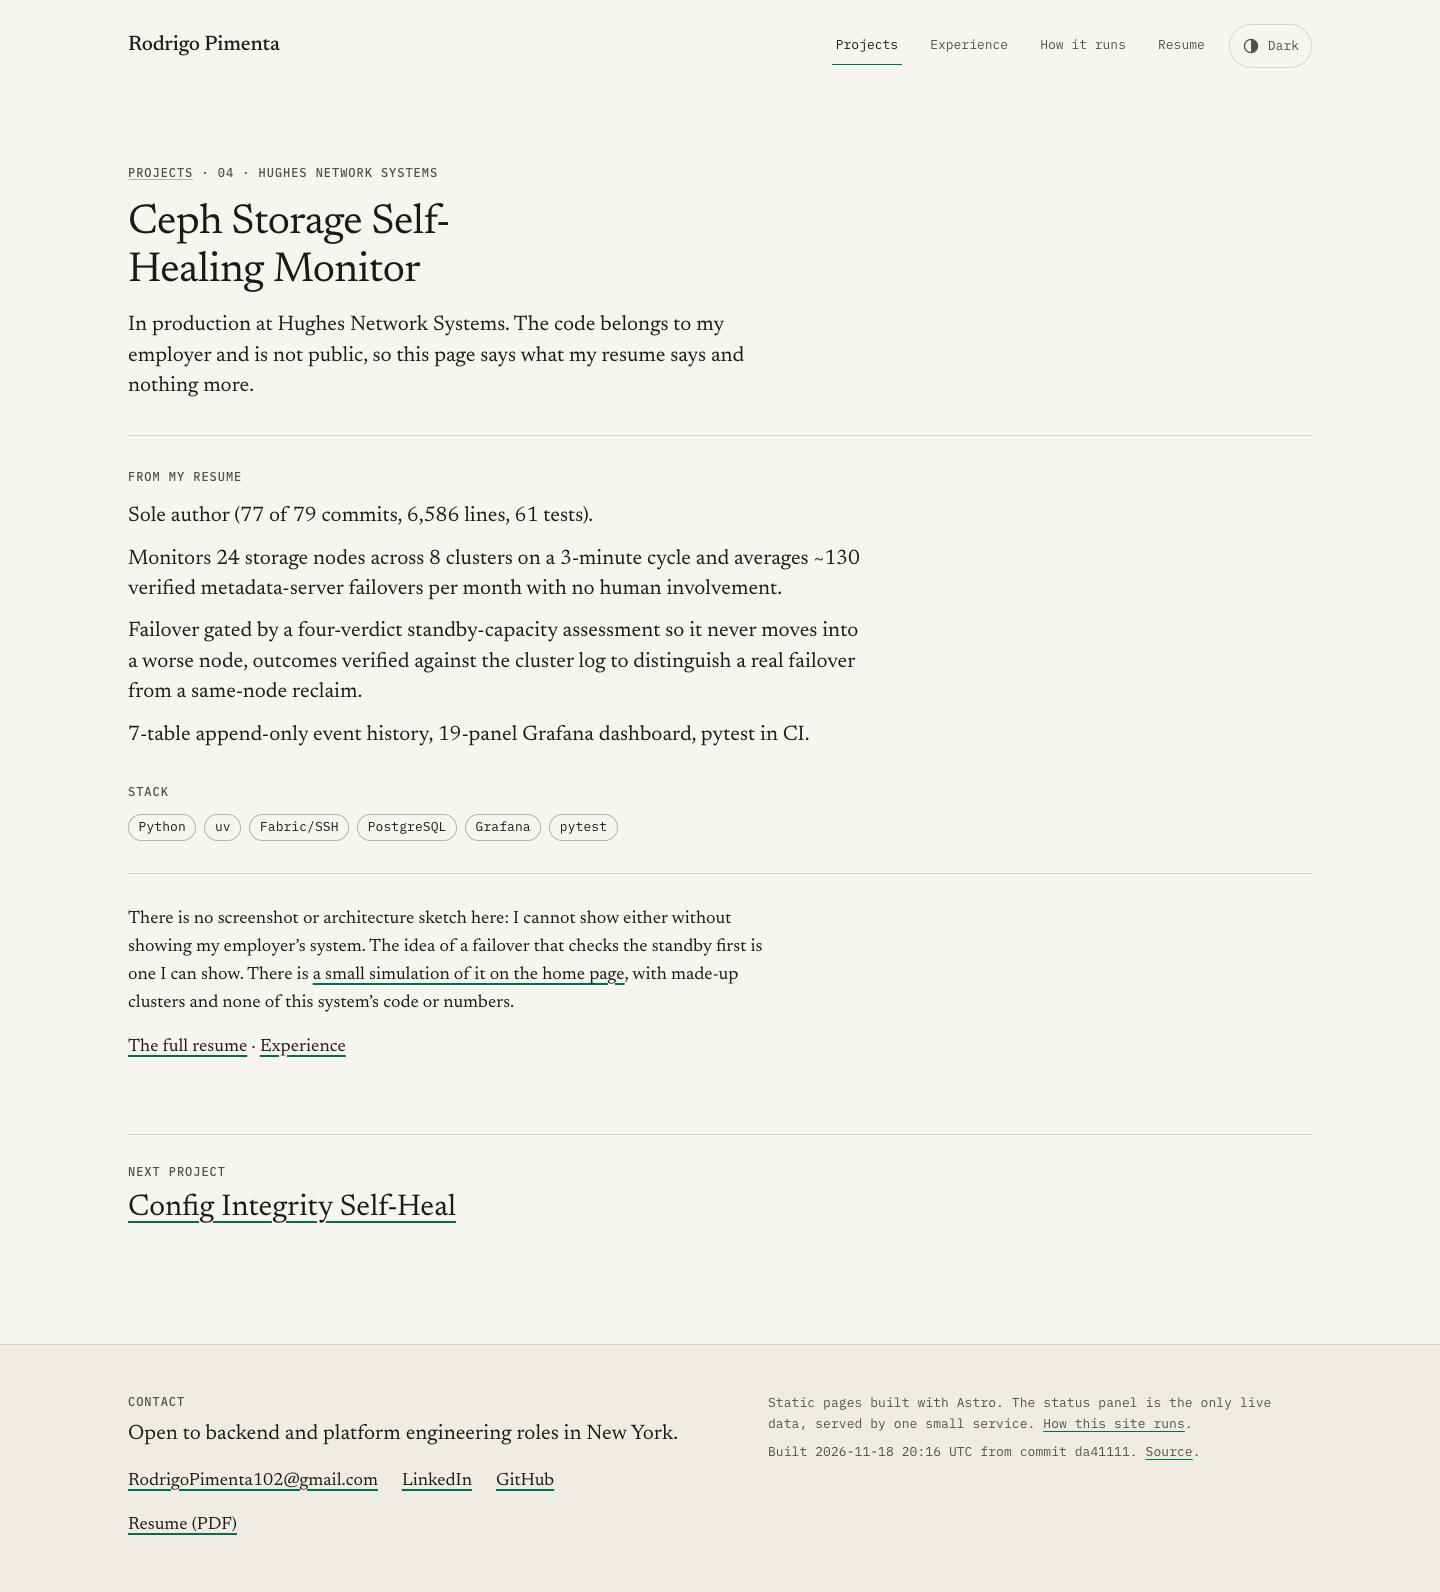 Rodrigo Pimenta
Projects Experience How it runs Resume Dark
PROJECTS · 04 · HUGHES NETWORK SYSTEMS
Ceph Storage Self-
Healing Monitor
In production at Hughes Network Systems. The code belongs to my
employer and is not public, so this page says what my resume says and
nothing more.
FROM MY RESUME
Sole author (77 of 79 commits, 6,586 lines, 61 tests).
Monitors 24 storage nodes across 8 clusters on a 3-minute cycle and averages ~130
verified metadata-server failovers per month with no human involvement.
Failover gated by a four-verdict standby-capacity assessment so it never moves into
a worse node, outcomes verified against the cluster log to distinguish a real failover
from a same-node reclaim.
7-table append-only event history, 19-panel Grafana dashboard, pytest in CI.
STACK
Python uv Fabric/SSH PostgreSQL Grafana pytest
There is no screenshot or architecture sketch here: I cannot show either without
showing my employer’s system. The idea of a failover that checks the standby first is
one I can show. There is a small simulation of it on the home page, with made-up
clusters and none of this system’s code or numbers.
The full resume · Experience
NEXT PROJECT
Config Integrity Self-Heal
CONTACT
Open to backend and platform engineering roles in New York.
RodrigoPimenta102@gmail.com LinkedIn GitHub
Resume (PDF)
Static pages built with Astro. The status panel is the only live
data, served by one small service. How this site runs.
Built 2026-11-18 20:16 UTC from commit da41111. Source.